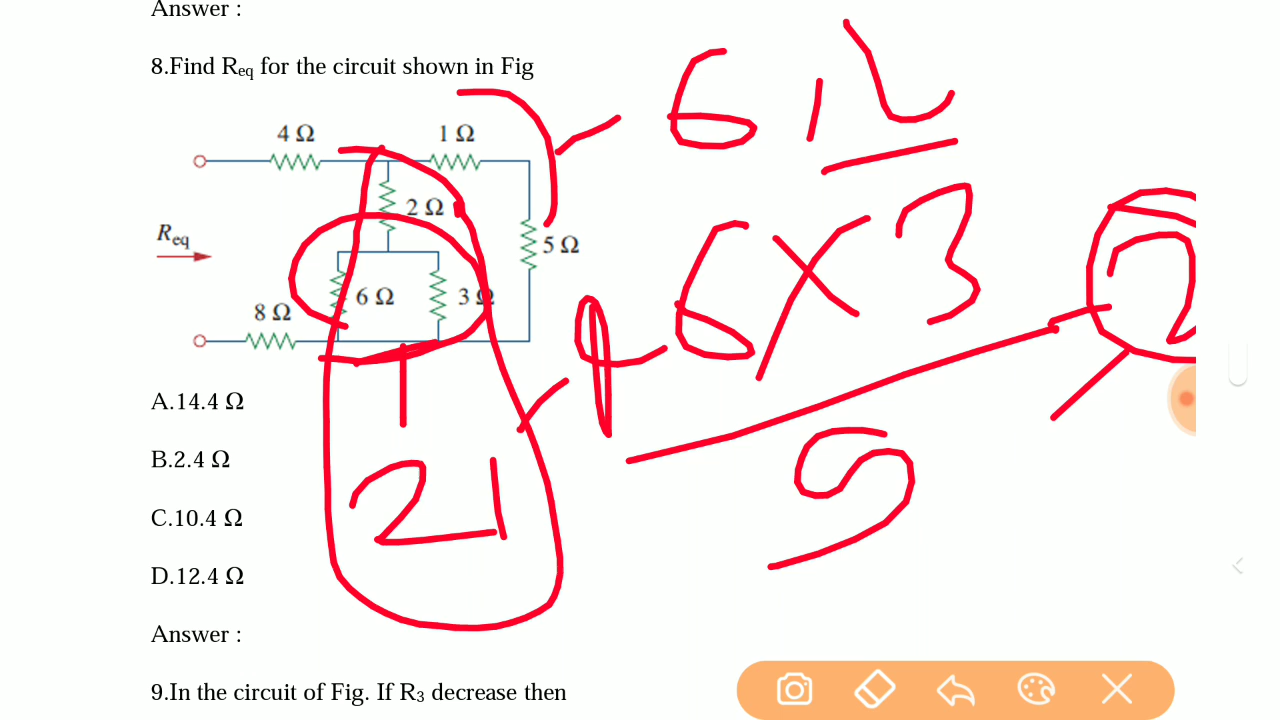 Answer :
8.Find Req for the circuit shown in Fig
4 Ω
1 Ω
2 Ω
Req
5 Ω
6 Ω
3 Ω
8 Ω
A.14.4 Ω
B.2.4 Ω
C.10.4 Ω
D.12.4 Ω
Answer :
9.In the circuit of Fig. If R3 decrease then
6
6×3
9
2
2